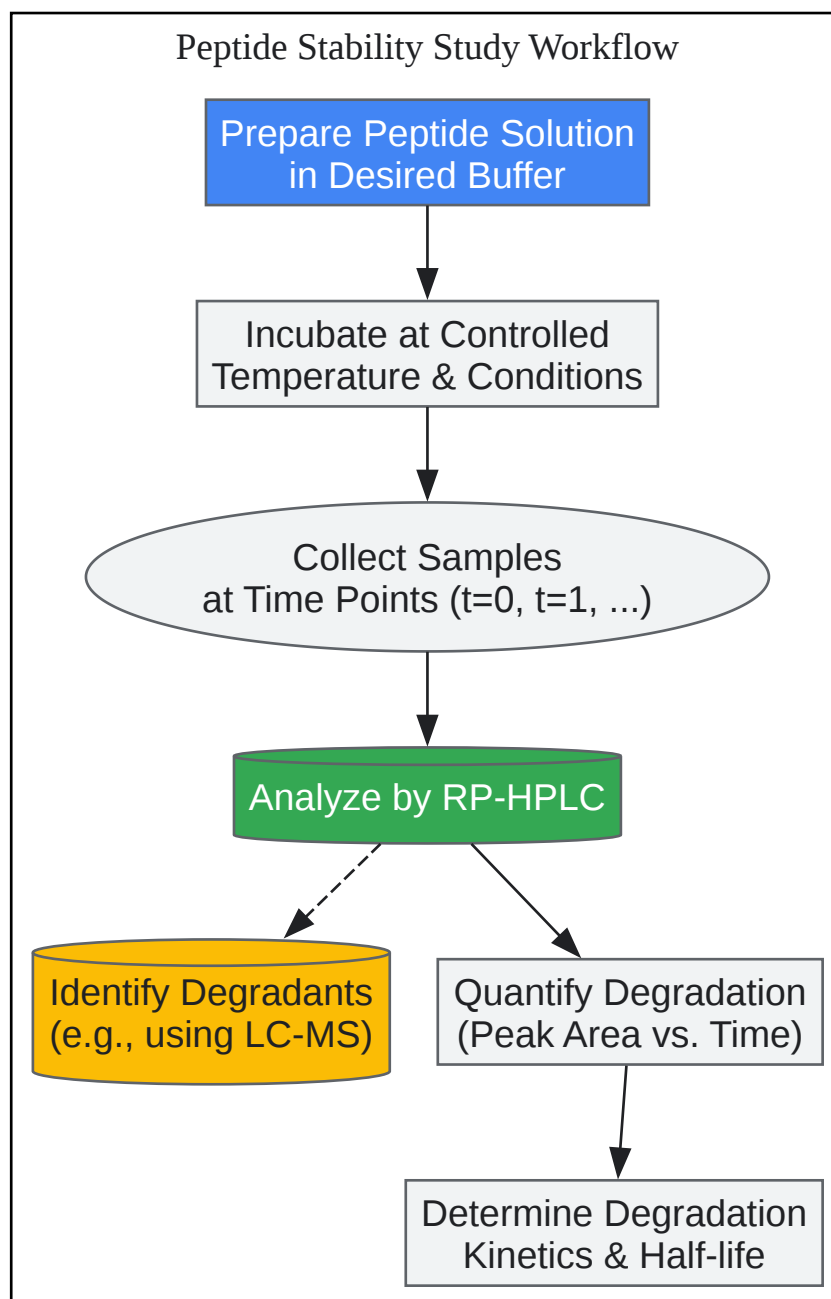 Peptide Stability Study Workflow
Prepare Peptide Solution
in Desired Buffer
Incubate at Controlled
Temperature & Conditions
Collect Samples
at Time Points (t=0, t=1, ...)
Analyze by RP-HPLC
Identify Degradants
(e.g., using LC-MS)
Quantify Degradation
(Peak Area vs. Time)
Determine Degradation
Kinetics & Half-life